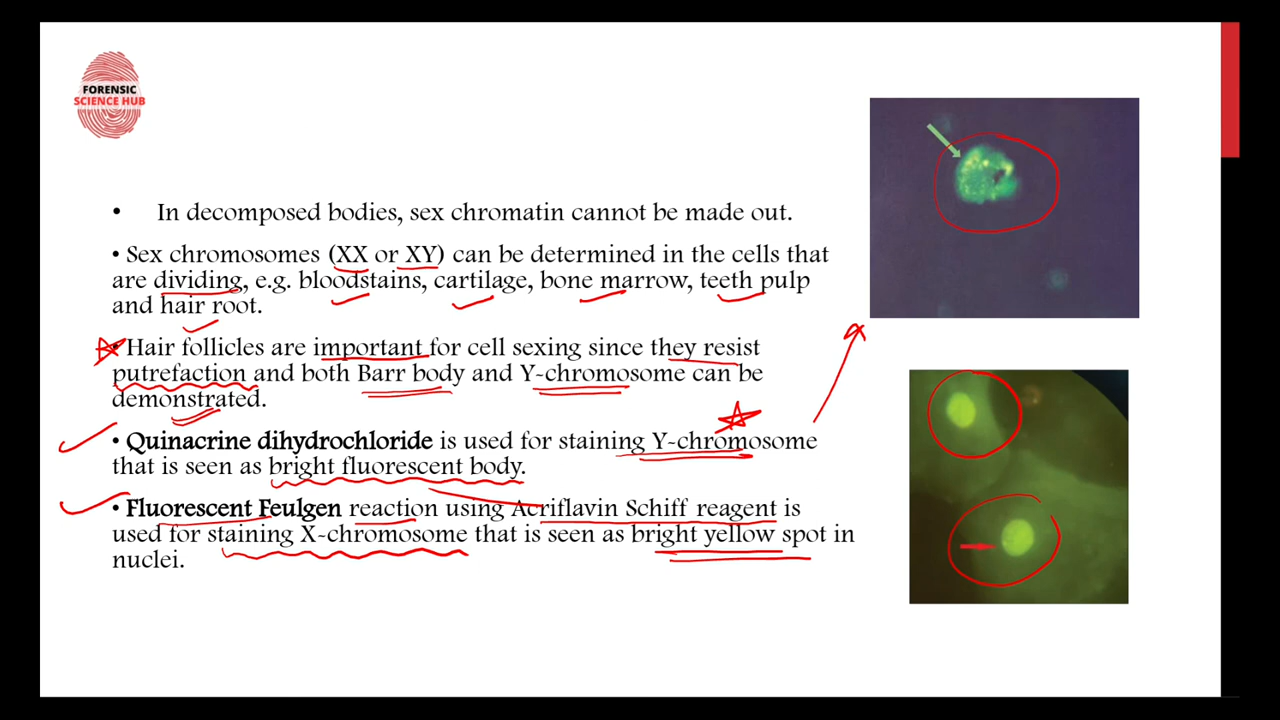 FORENSIC
SCIENCE HUB
• In decomposed bodies, sex chromatin cannot be made out.
• Sex chromosomes (XX or XY) can be determined in the cells that
are dividing, e.g. bloodstains, cartilage, bone marrow, teeth pulp
and hair root.
• Hair follicles are important for cell sexing since they resist
putrefaction and both Barr body and Y-chromosome can be
demonstrated.
• Quinacrine dihydrochloride is used for staining Y-chromosome
that is seen as bright fluorescent body.
• Fluorescent Feulgen reaction using Acriflavin Schiff reagent is
used for staining X-chromosome that is seen as bright yellow spot in
nuclei.